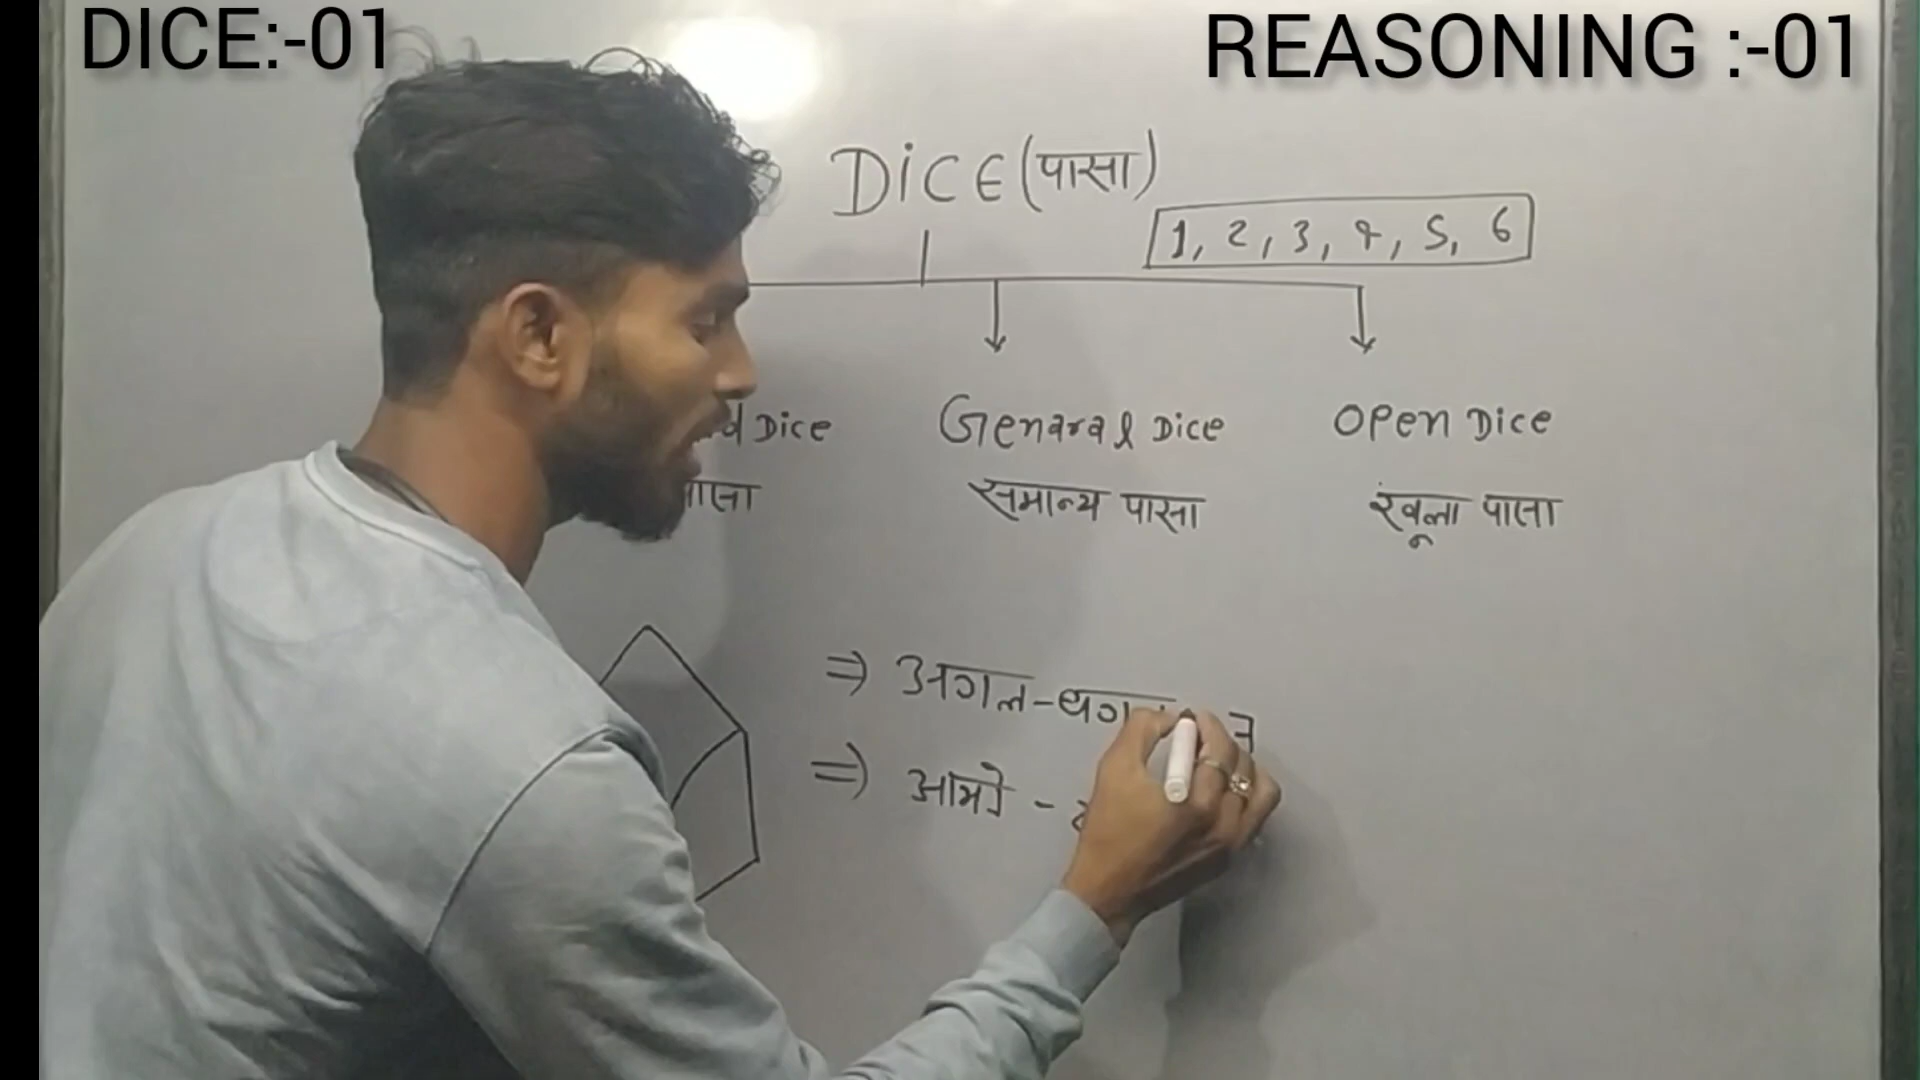 DICE:-01
REASONING :-01
DiCE (पासा)
1, 2, 3, 4, 5, 6
d Dice
Genaral Dice
Open Dice
समान्य पासा
खूला पासा
⇒ अगल-
⇒ आमने -